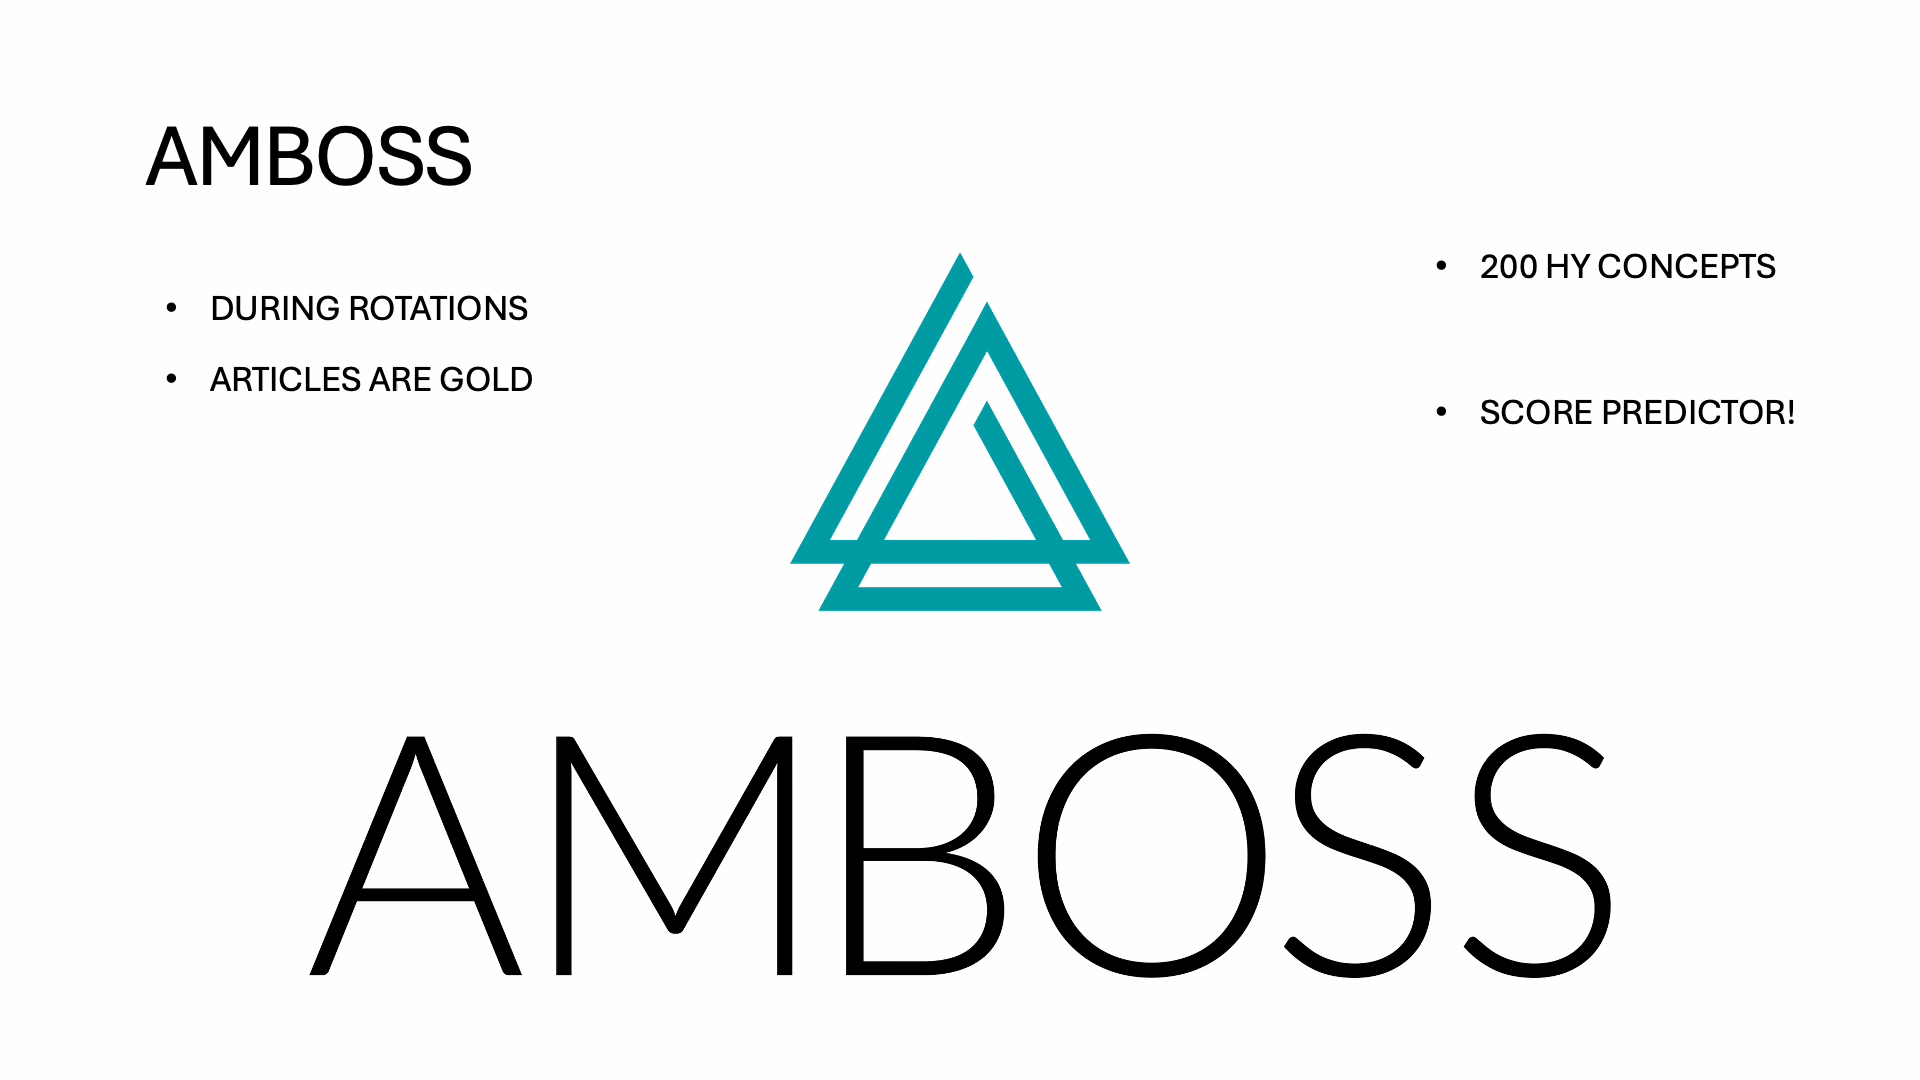 AMBOSS
• DURING ROTATIONS
• ARTICLES ARE GOLD
• 200 HY CONCEPTS
• SCORE PREDICTOR!
AMBOSS